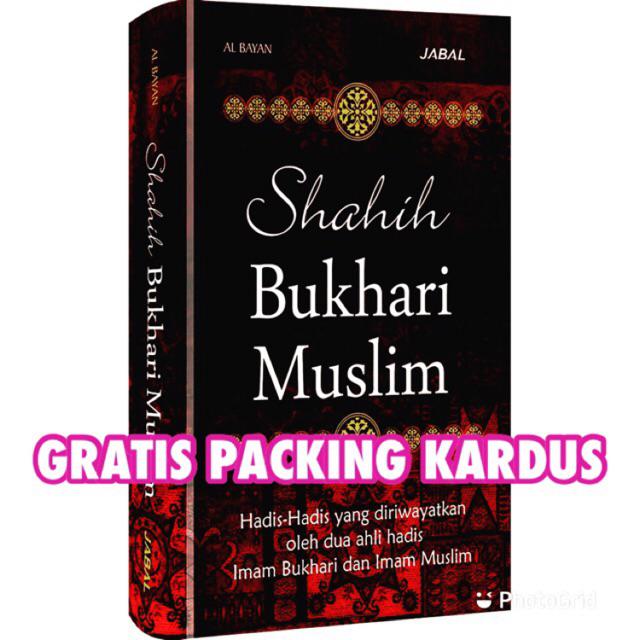 AL BAYAN
JABAL
Shahih
Bukhari
Muslim
GRATIS PACKING KARDUS
Hadis-Hadis yang diriwayatkan
oleh dua ahli hadis
Imam Bukhari dan Imam Muslim
AL BAYAN
Shahih Bukhari Mu
JABAL
PhotoGrid